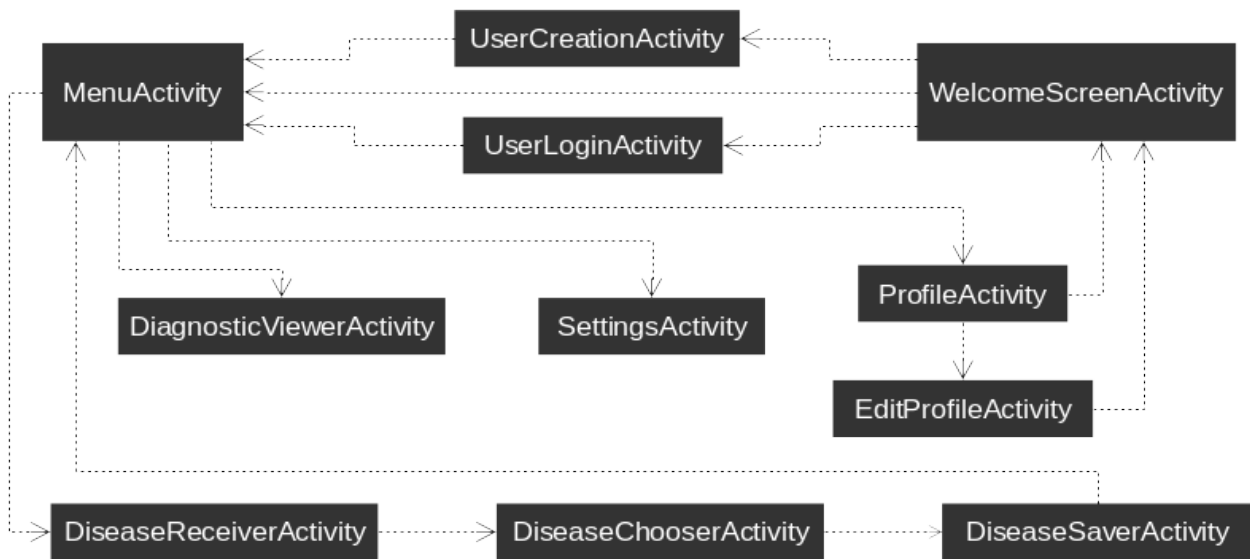 UserCreationActivity
MenuActivity
WelcomeScreenActivity
UserLoginActivity
ProfileActivity
DiagnosticViewerActivity
SettingsActivity
EditProfileActivity
DiseaseReceiverActivity
DiseaseChooserActivity
DiseaseSaverActivity